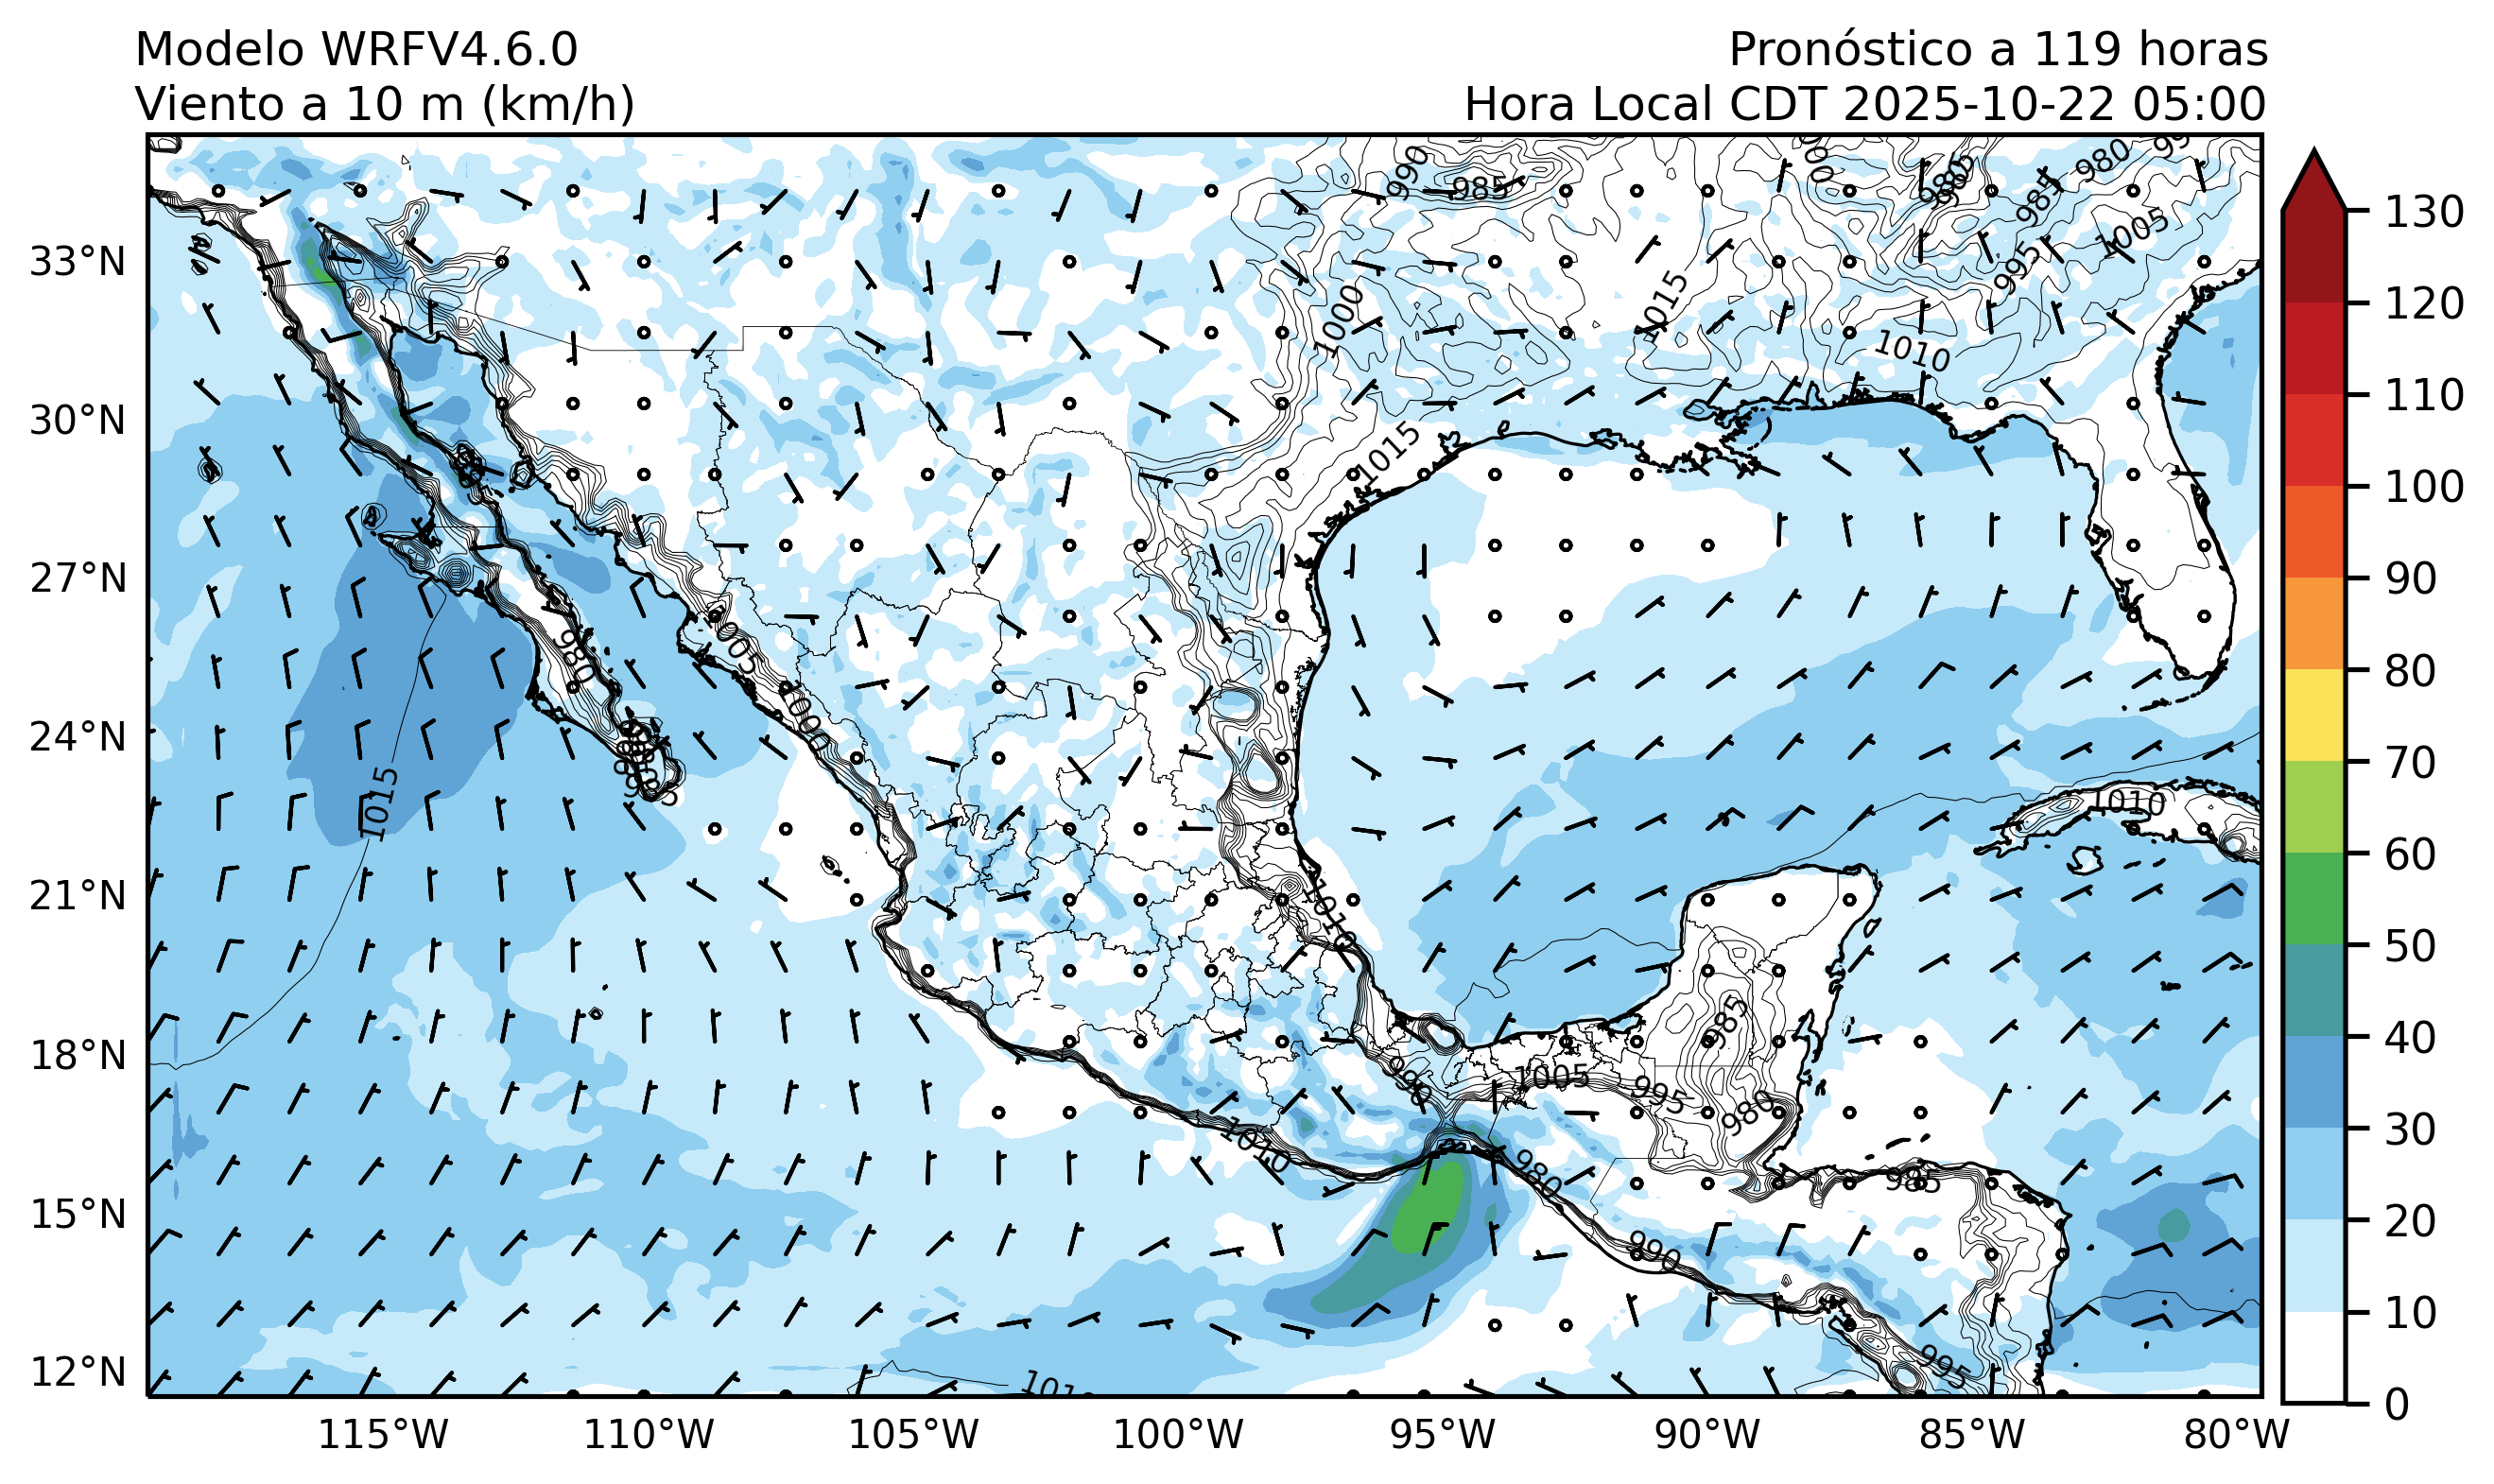 Modelo WRFV4.6.0
Viento a 10 m (km/h)
Pronóstico a 119 horas
Hora Local CDT 2025-10-22 05:00
33°N
30°N
27°N
24°N
21°N
18°N
15°N
12°N
115°W
110°W
105°W
100°W
95°W
90°W
85°W
80°W
130
120
110
100
90
80
70
60
50
40
30
20
10
0
990
985
985
980
985
1005
995
1000
1015
1010
1015
1005
1000
980
1015
1010
1010
985
990
1005
995
980
1010
980
985
990
995